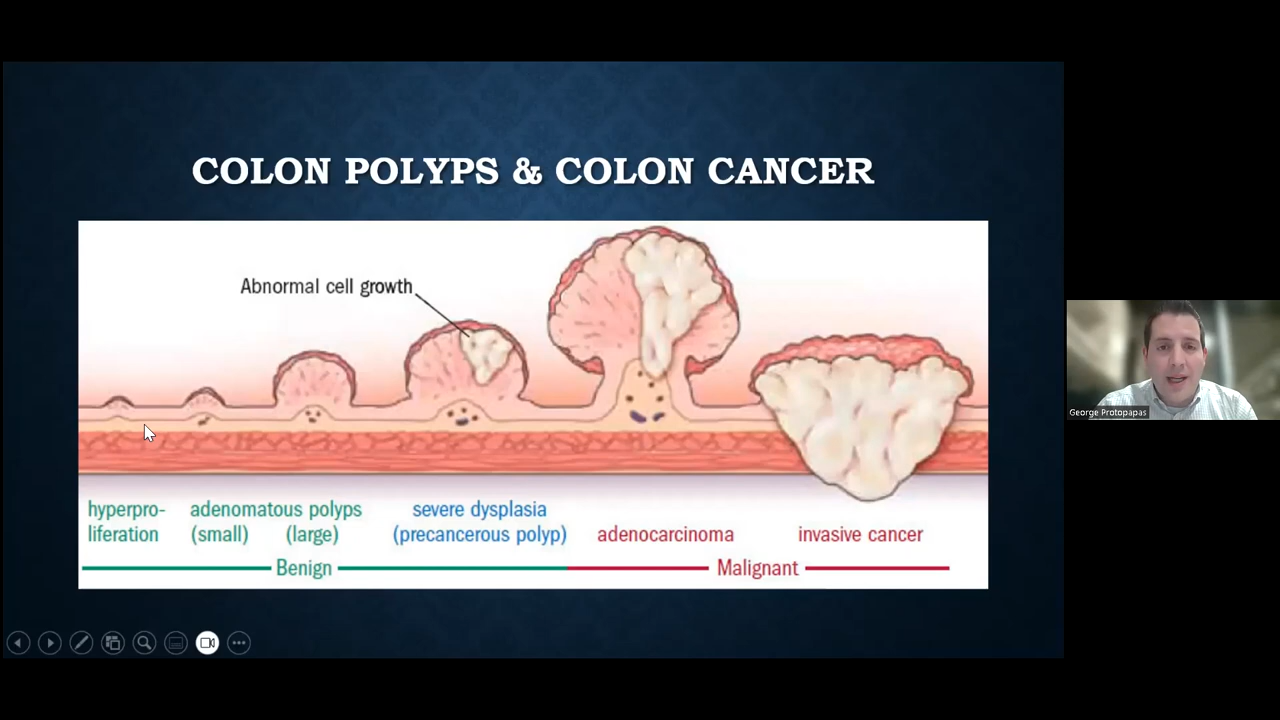 COLON POLYPS & COLON CANCER
Abnormal cell growth
hyperpro-
liferation
adenomatous polyps
(small) (large)
severe dysplasia
(precancerous polyp)
adenocarcinoma
invasive cancer
Benign
Malignant
George Protopapas